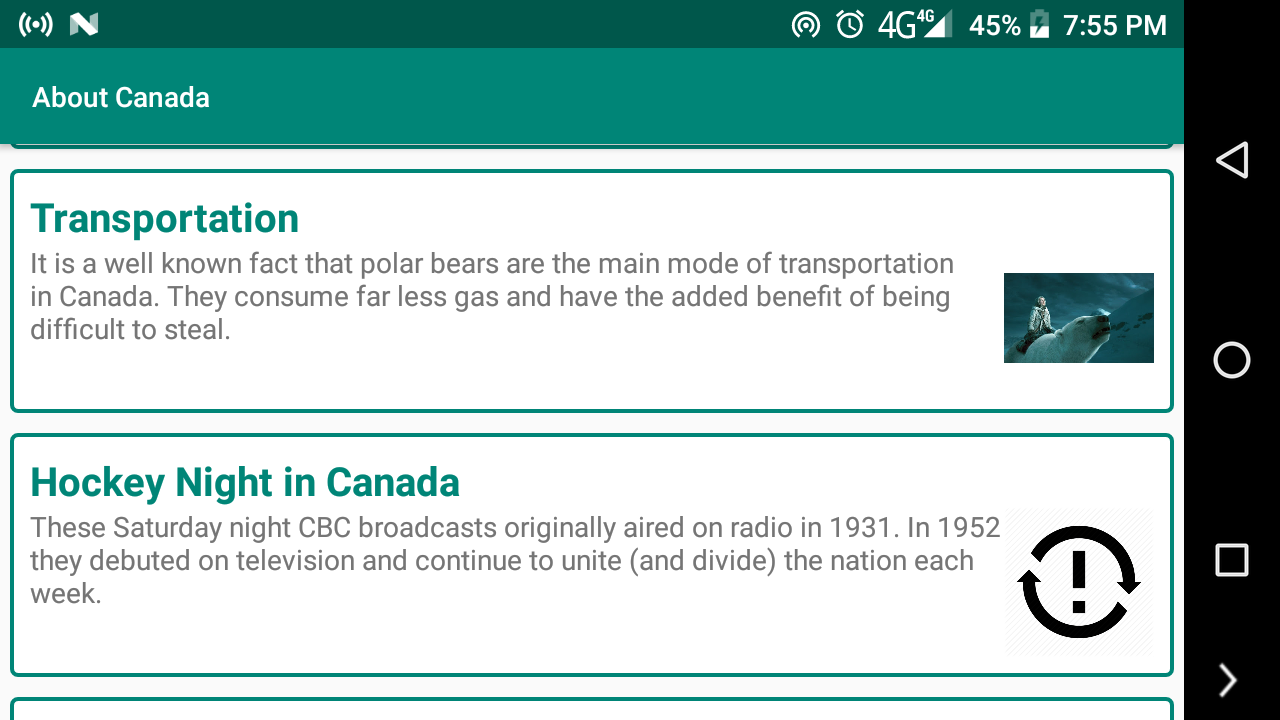 4G 4G 45% 7:55 PM
About Canada
Transportation
It is a well known fact that polar bears are the main mode of transportation
in Canada. They consume far less gas and have the added benefit of being
difficult to steal.
Hockey Night in Canada
These Saturday night CBC broadcasts originally aired on radio in 1931. In 1952
they debuted on television and continue to unite (and divide) the nation each
week.